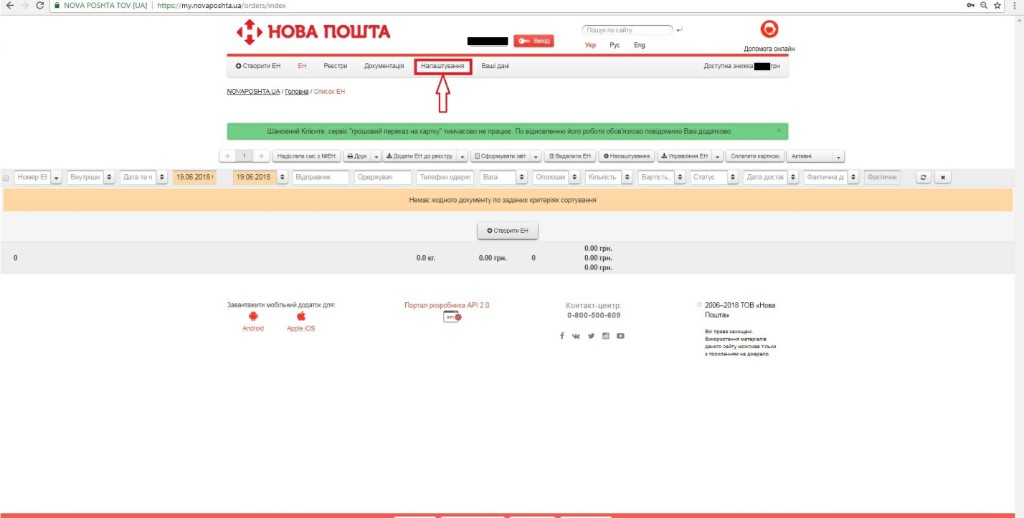 NOVA POSHTA TOV [UA] | https://my.novaposhta.ua/orders/index
НОВА ПОШТА
Вихід
Пошук по сайту
Укр Рус Eng
Допомога онлайн
Створити ЕН ЕН Реєстри Документація Налаштування Ваші дані Доступна знижка грн
NOVAPOSHTA.UA / Головна / Список ЕН
Шановний Клієнте, сервіс "грошовий переказ на картку" тимчасово не працює. По відновленню його роботи обов'язково повідомимо Вам додатково. ×
« 1 » Надіслати смс з №ЕН Друк Додати ЕН до реєстру Сформувати звіт Видалити ЕН Налаштування Управління ЕН Сплатити карткою Активні
Номер ЕН Внутрішн Дата та ч 19.06.2018 19.06.2018 Відправник Одержувач Телефон одерж Вага Оголоше Кількість Вартість Статус Дата достав Фактична да Фактичне
Немає жодного документу по заданих критеріях сортування
Створити ЕН
0 0.0 кг. 0.00 грн. 0 0.00 грн.
0.00 грн.
0.00 грн.
Завантажити мобільний додаток для:
Android Apple iOS
Портал розробника API 2.0
API
Контакт-центр:
0-800-500-609
© 2006–2018 ТОВ «Нова
Пошта»
Всі права захищені.
Використання матеріалів
даного сайту можливе тільки
з посиланням на джерело.